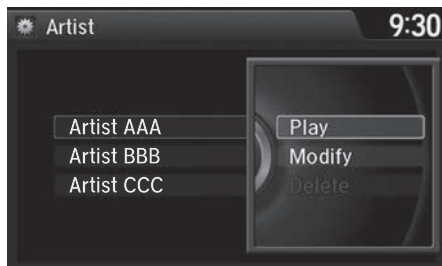 Artist
9:30
Artist AAA
Play
Artist BBB
Modify
Artist CCC
Delete